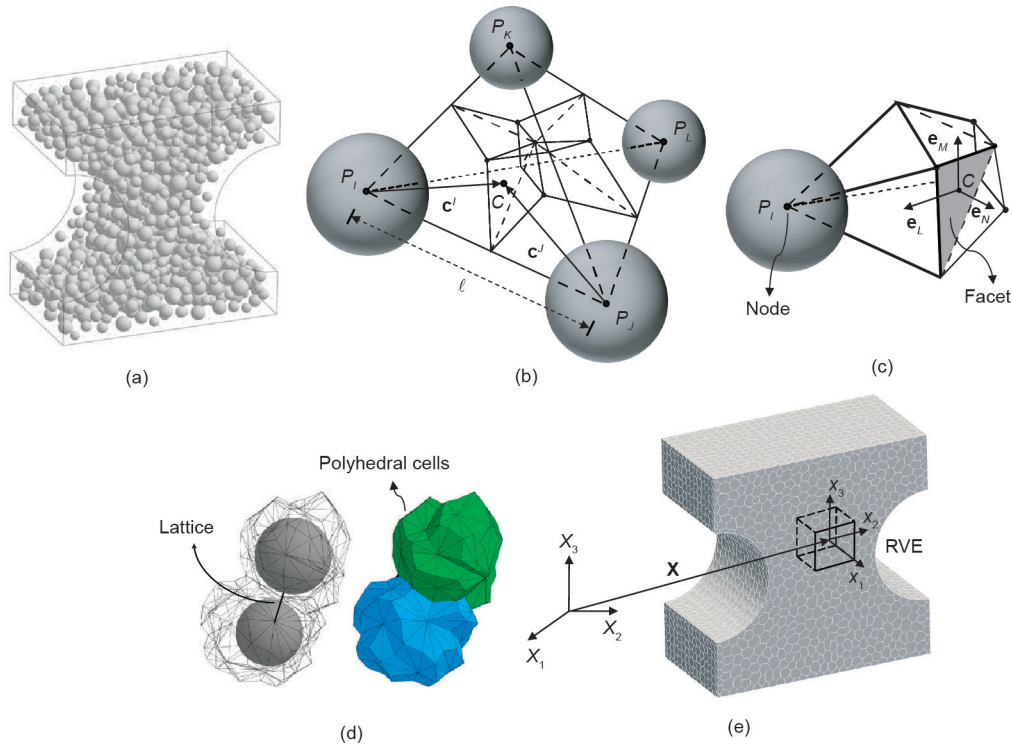 (a)
P_K
P_L
P_I
C
c^I
c^J
ℓ
P_J
(b)
e_M
C
P_I
e_L
e_N
Node
Facet
(c)
Polyhedral cells
Lattice
(d)
x_3
x_2
RVE
x_1
X
X_3
X_2
X_1
(e)